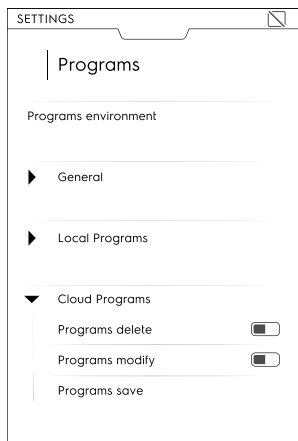 SETTINGS
Programs
Programs environment
General
Local Programs
Cloud Programs
Programs delete
Programs modify
Programs save